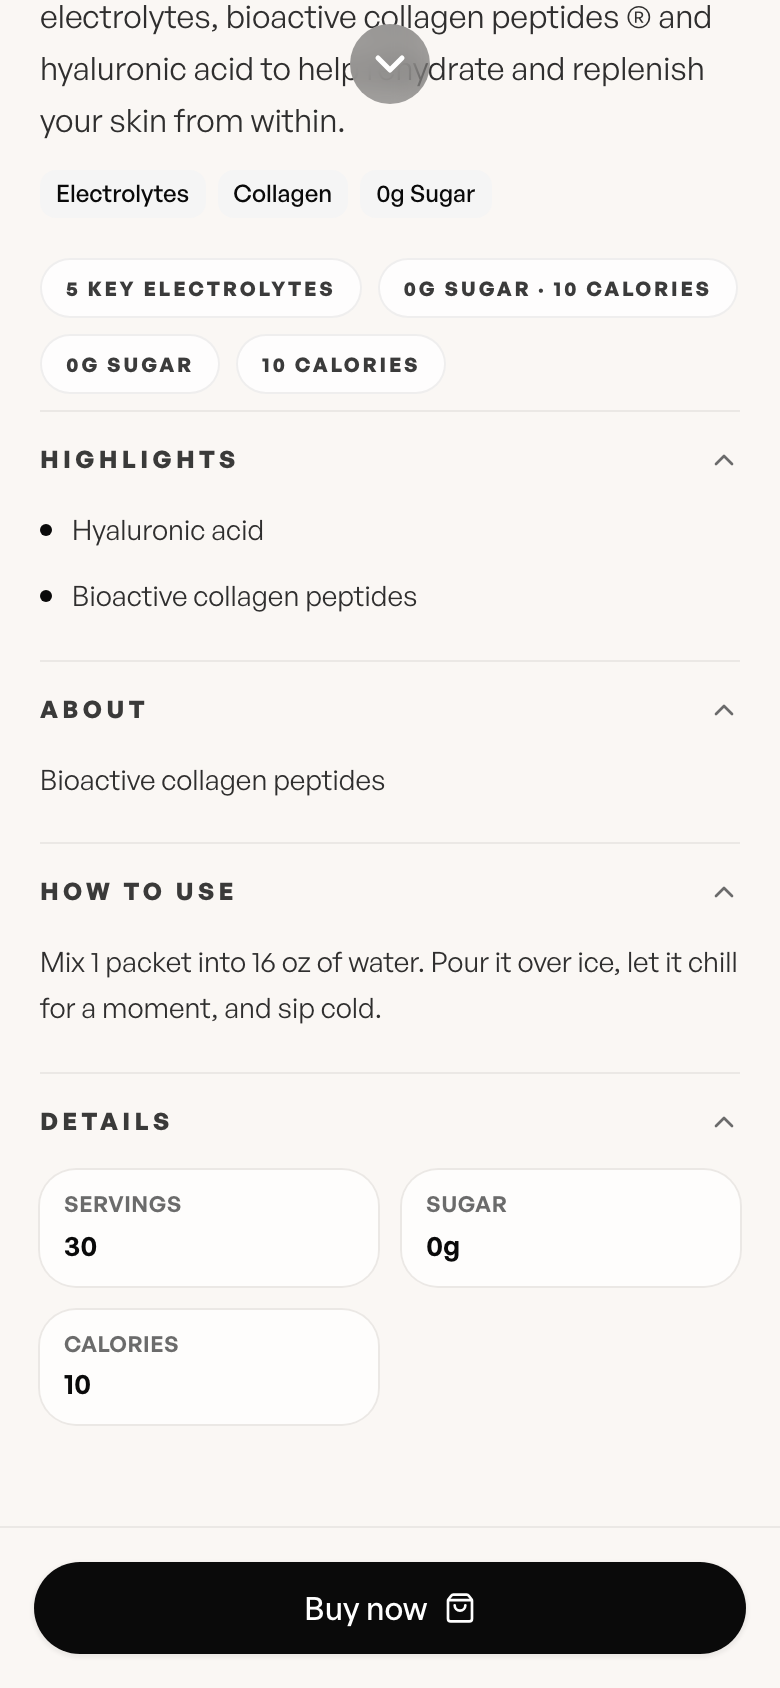 electrolytes, bioactive collagen peptides ® and
hyaluronic acid to help hydrate and replenish
your skin from within.
Electrolytes Collagen 0g Sugar
5 KEY ELECTROLYTES 0G SUGAR · 10 CALORIES
0G SUGAR 10 CALORIES
HIGHLIGHTS
Hyaluronic acid
Bioactive collagen peptides
ABOUT
Bioactive collagen peptides
HOW TO USE
Mix 1 packet into 16 oz of water. Pour it over ice, let it chill
for a moment, and sip cold.
DETAILS
SERVINGS SUGAR
30 0g
CALORIES
10
Buy now